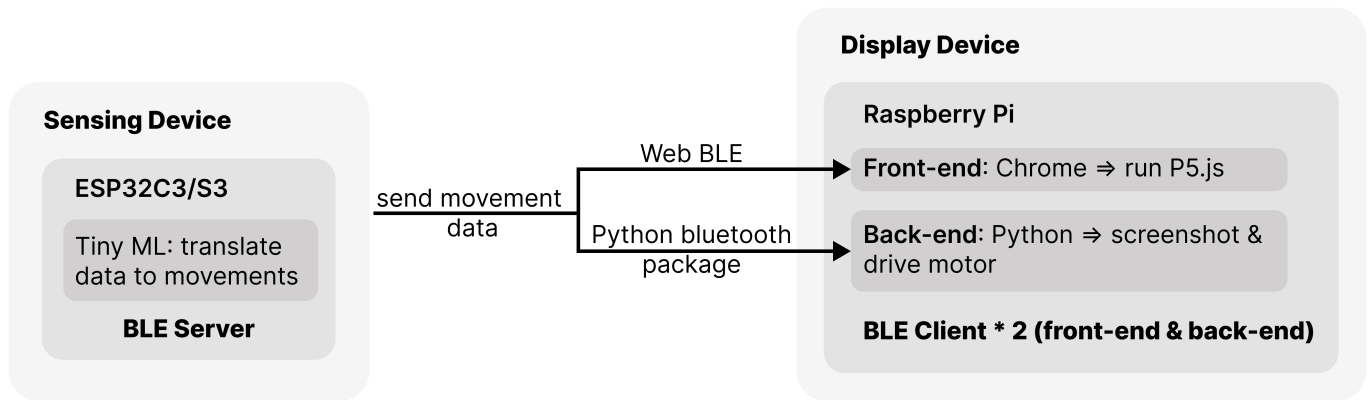 Sensing Device
ESP32C3/S3
Tiny ML: translate
data to movements
BLE Server
send movement
data
Web BLE
Python bluetooth
package
Display Device
Raspberry Pi
Front-end: Chrome ⇒ run P5.js
Back-end: Python ⇒ screenshot &
drive motor
BLE Client * 2 (front-end & back-end)